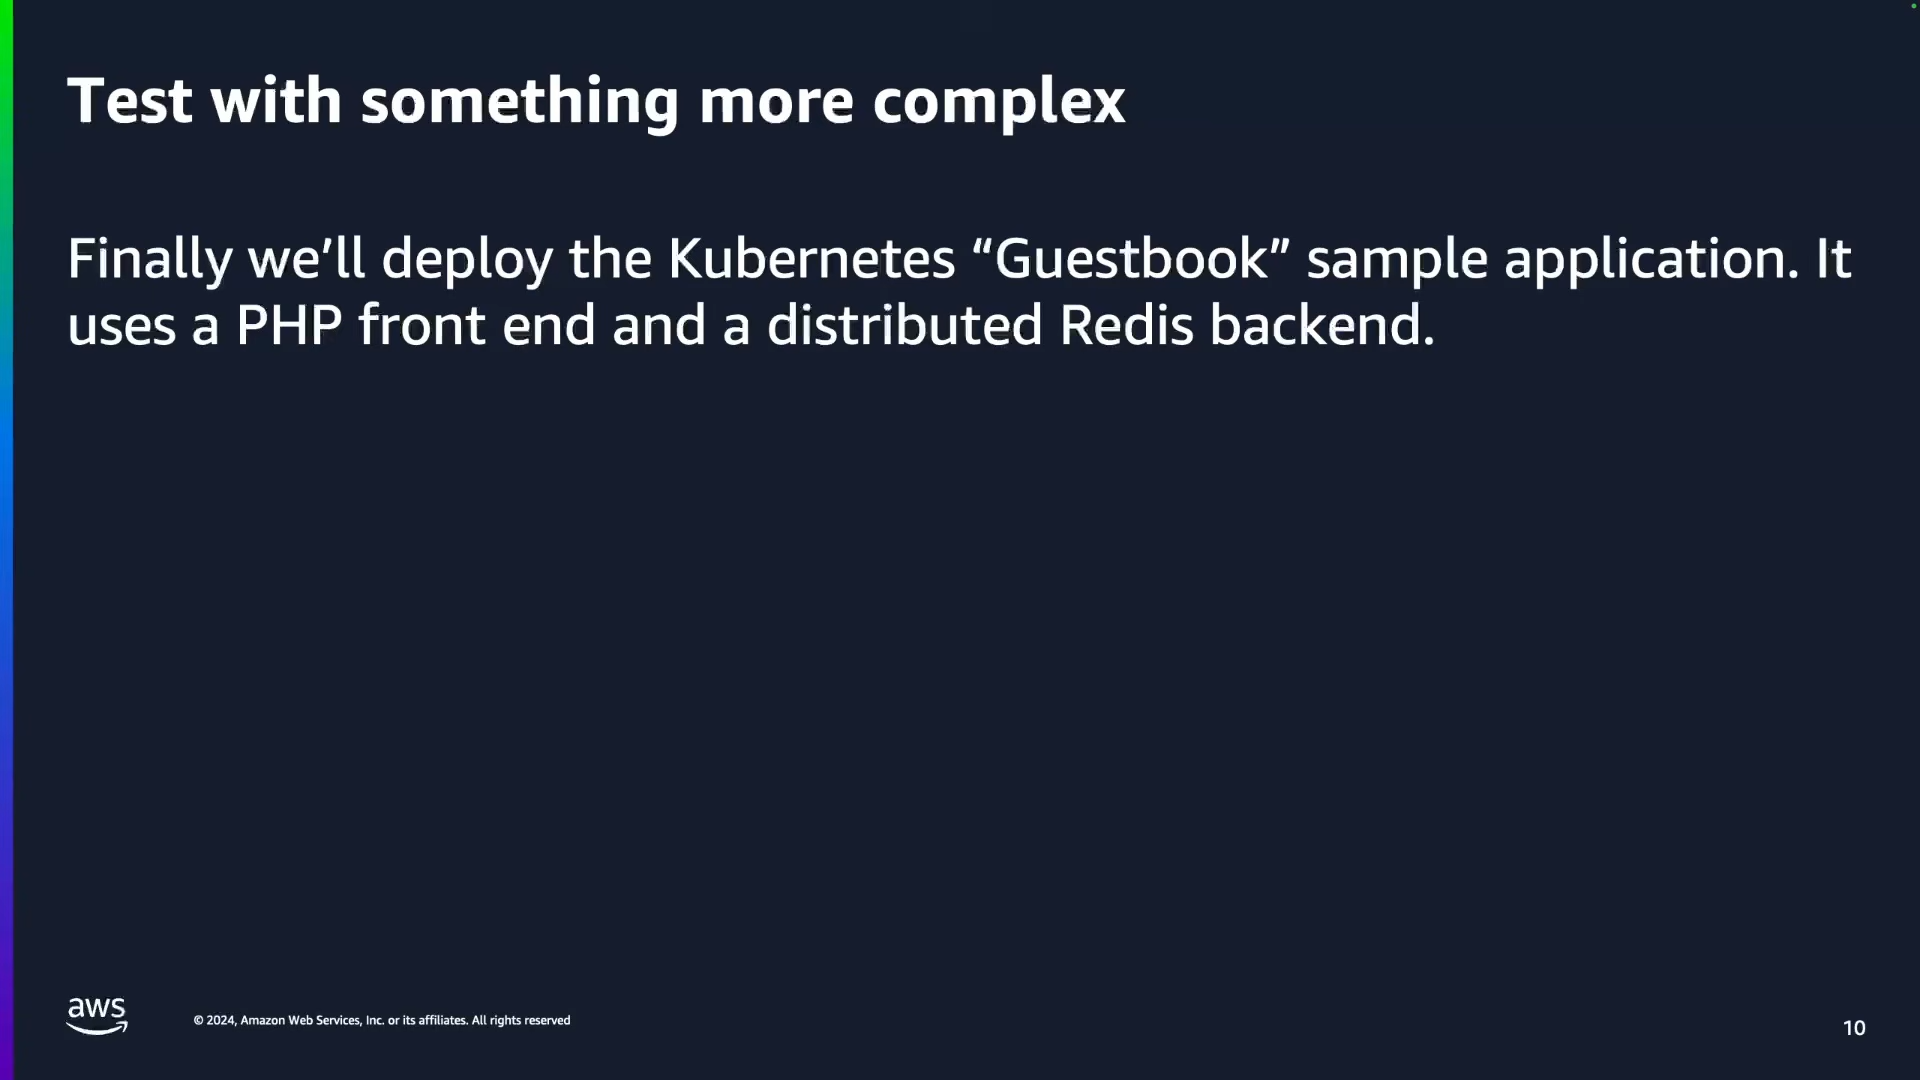 Test with something more complex
Finally we’ll deploy the Kubernetes “Guestbook” sample application. It
uses a PHP front end and a distributed Redis backend.
aws
© 2024, Amazon Web Services, Inc. or its affiliates. All rights reserved
10